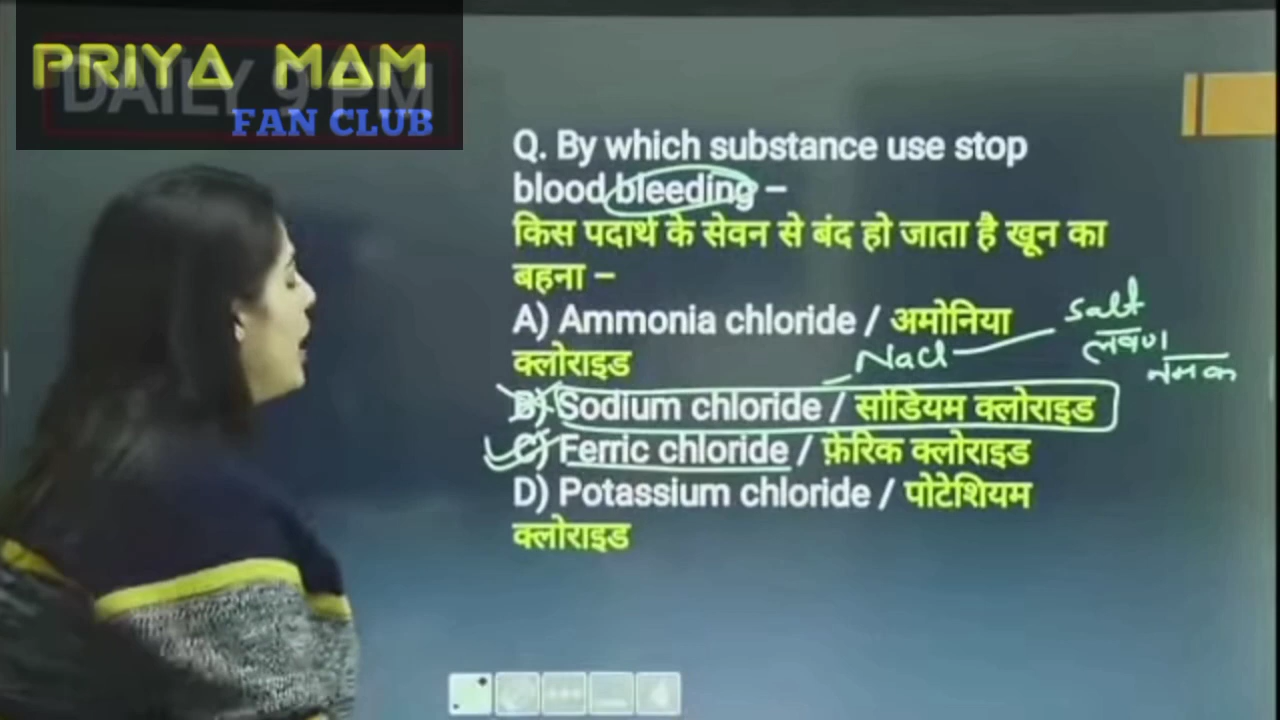 PRIYA MAM
DAILY 9 PM
FAN CLUB
Q. By which substance use stop
blood bleeding –
किस पदार्थ के सेवन से बंद हो जाता है खून का
बहना –
A) Ammonia chloride / अमोनिया
क्लोराइड
Salt
लवण
नमक
NaCl
B) Sodium chloride / सोडियम क्लोराइड
C) Ferric chloride / फ़ेरिक क्लोराइड
D) Potassium chloride / पोटेशियम
क्लोराइड